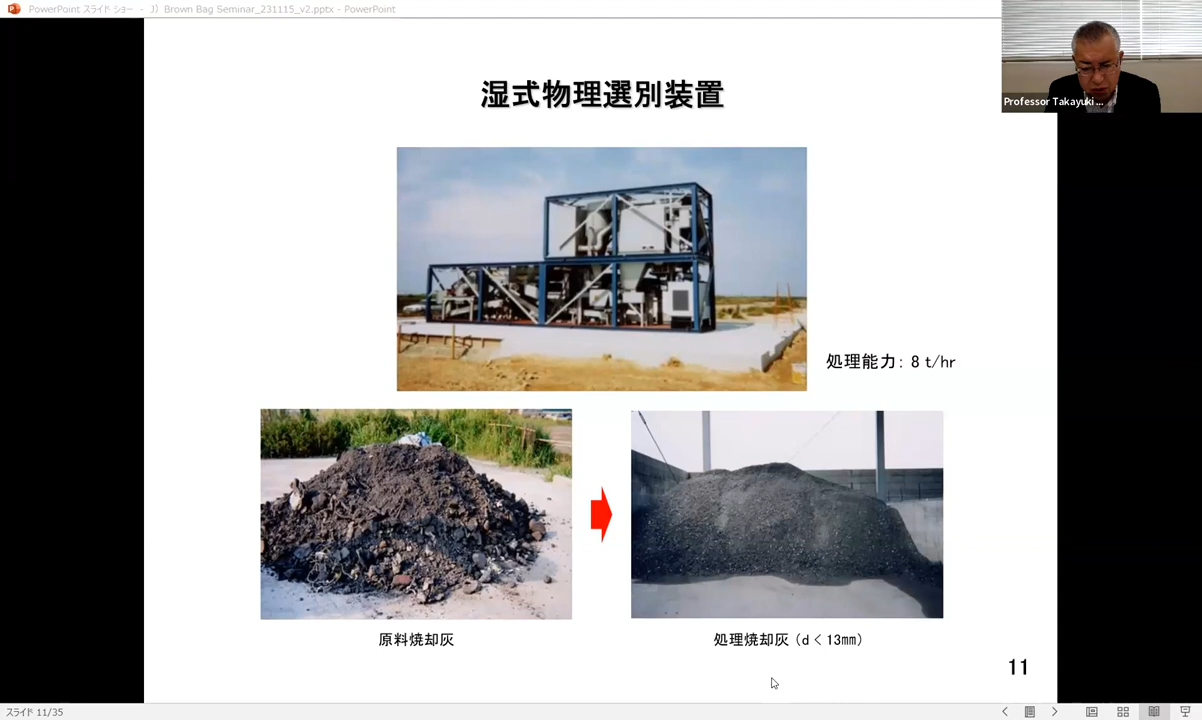 PowerPoint スライド ショー - J) Brown Bag Seminar_231115_v2.pptx - PowerPoint
Professor Takayuki ...
湿式物理選別装置
処理能力: 8 t/hr
原料焼却灰
処理焼却灰 (d < 13㎜)
11
スライド 11/35